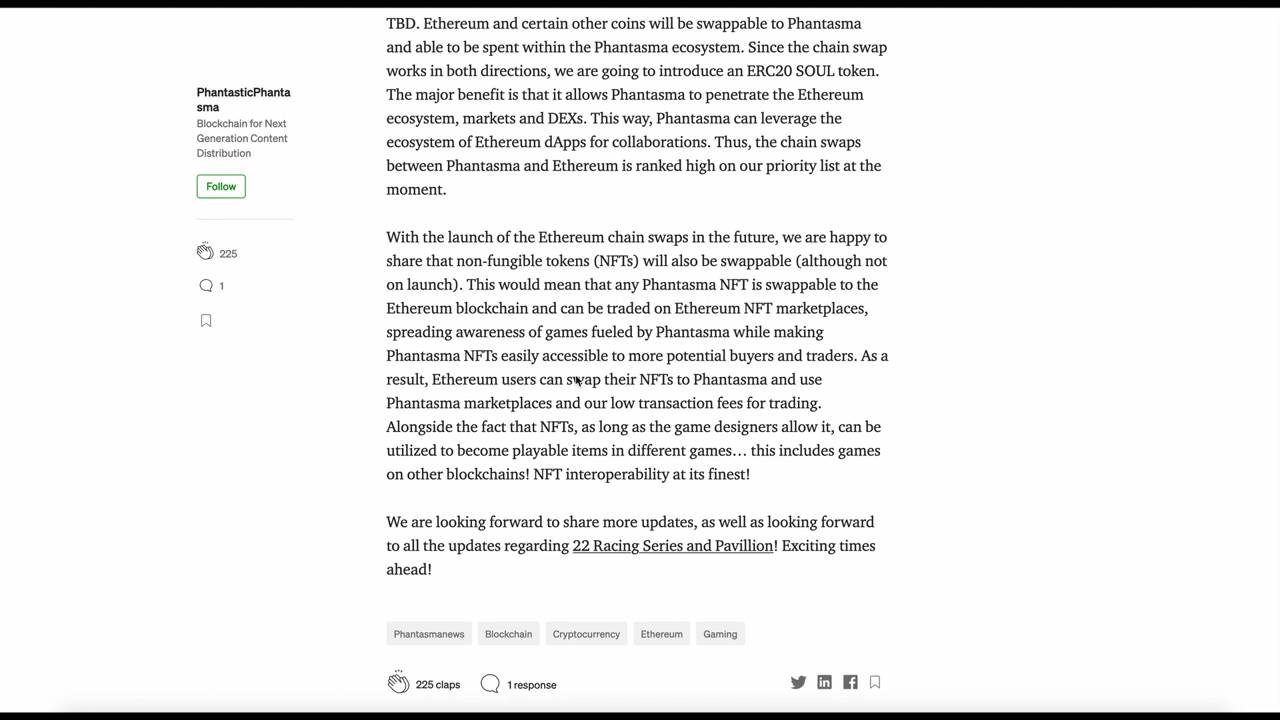 TBD. Ethereum and certain other coins will be swappable to Phantasma
and able to be spent within the Phantasma ecosystem. Since the chain swap
works in both directions, we are going to introduce an ERC20 SOUL token.
The major benefit is that it allows Phantasma to penetrate the Ethereum
ecosystem, markets and DEXs. This way, Phantasma can leverage the
ecosystem of Ethereum dApps for collaborations. Thus, the chain swaps
between Phantasma and Ethereum is ranked high on our priority list at the
moment.
PhantasticPhanta
sma
Blockchain for Next
Generation Content
Distribution
Follow
225
1
With the launch of the Ethereum chain swaps in the future, we are happy to
share that non-fungible tokens (NFTs) will also be swappable (although not
on launch). This would mean that any Phantasma NFT is swappable to the
Ethereum blockchain and can be traded on Ethereum NFT marketplaces,
spreading awareness of games fueled by Phantasma while making
Phantasma NFTs easily accessible to more potential buyers and traders. As a
result, Ethereum users can swap their NFTs to Phantasma and use
Phantasma marketplaces and our low transaction fees for trading.
Alongside the fact that NFTs, as long as the game designers allow it, can be
utilized to become playable items in different games… this includes games
on other blockchains! NFT interoperability at its finest!
We are looking forward to share more updates, as well as looking forward
to all the updates regarding 22 Racing Series and Pavillion! Exciting times
ahead!
Phantasmanews Blockchain Cryptocurrency Ethereum Gaming
225 claps 1 response